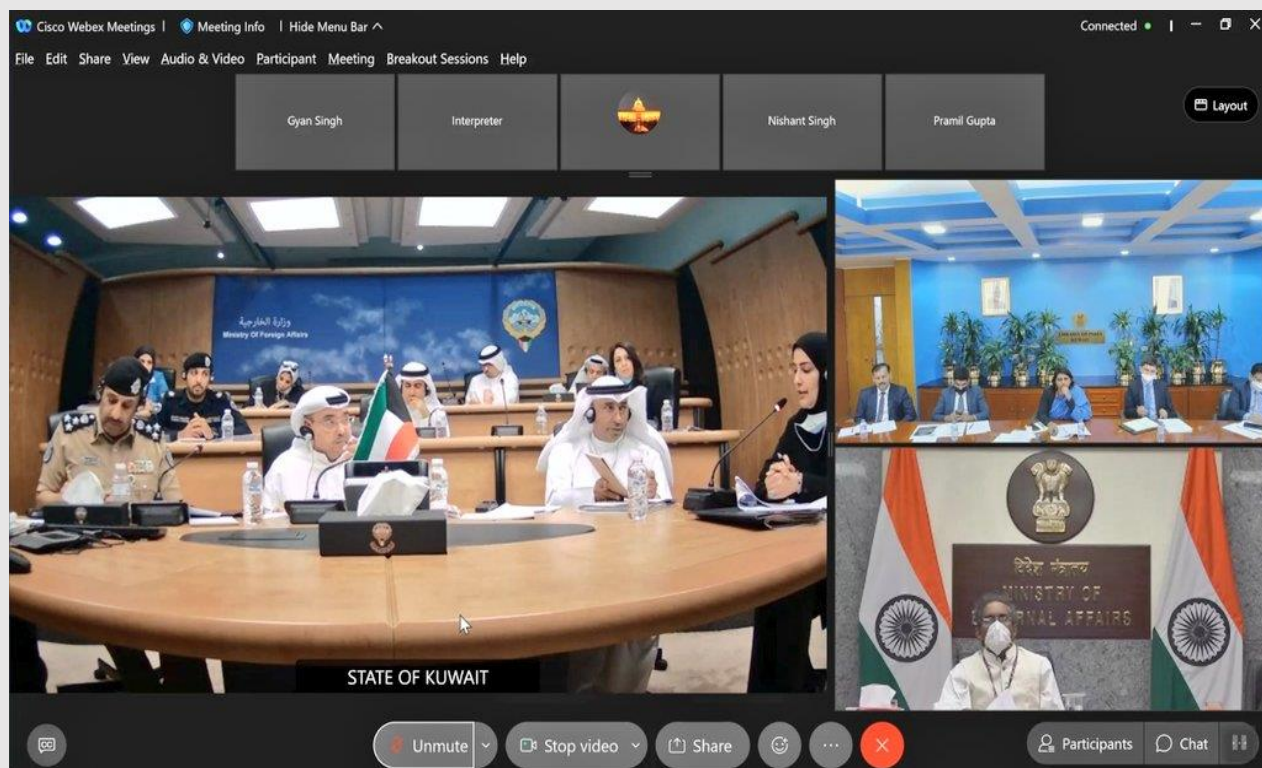 Cisco Webex Meetings
Meeting Info
Hide Menu Bar
Connected
File Edit Share View Audio & Video Participant Meeting Breakout Sessions Help
Layout
Gyan Singh
Interpreter
Nishant Singh
Pramil Gupta
وزارة الخارجية
Ministry Of Foreign Affairs
STATE OF KUWAIT
विदेश मंत्रालय
MINISTRY OF
AFFAIRS
Unmute
Stop video
Share
Participants
Chat